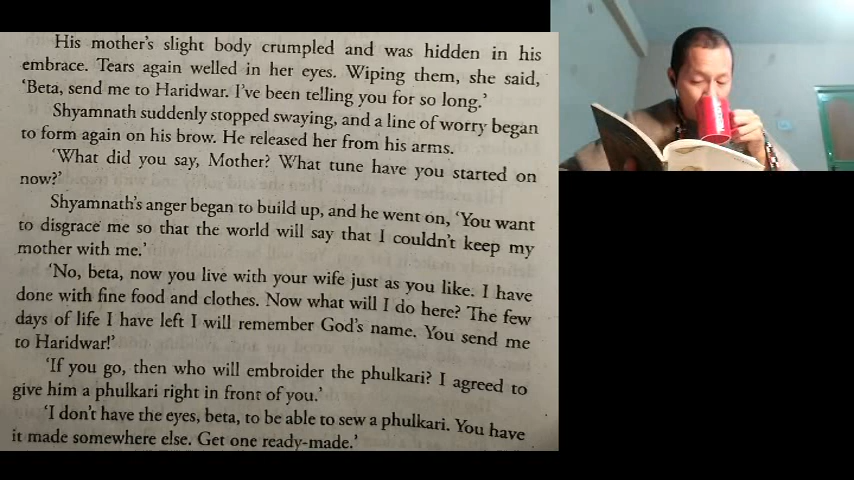 His mother's slight body crumpled and was hidden in his
embrace. Tears again welled in her eyes. Wiping them, she said,
'Beta, send me to Haridwar. I've been telling you for so long.'
Shyamnath suddenly stopped swaying, and a line of worry began
to form again on his brow. He released her from his arms.
'What did you say, Mother? What tune have you started on
now?'
Shyamnath's anger began to build up, and he went on, 'You want
to disgrace me so that the world will say that I couldn't keep my
mother with me.'
'No, beta, now you live with your wife just as you like. I have
done with fine food and clothes. Now what will I do here? The few
days of life I have left I will remember God's name. You send me
to Haridwar!'
'If you go, then who will embroider the phulkari? I agreed to
give him a phulkari right in front of you.'
'I don't have the eyes, beta, to be able to sew a phulkari. You have
it made somewhere else. Get one ready-made.'